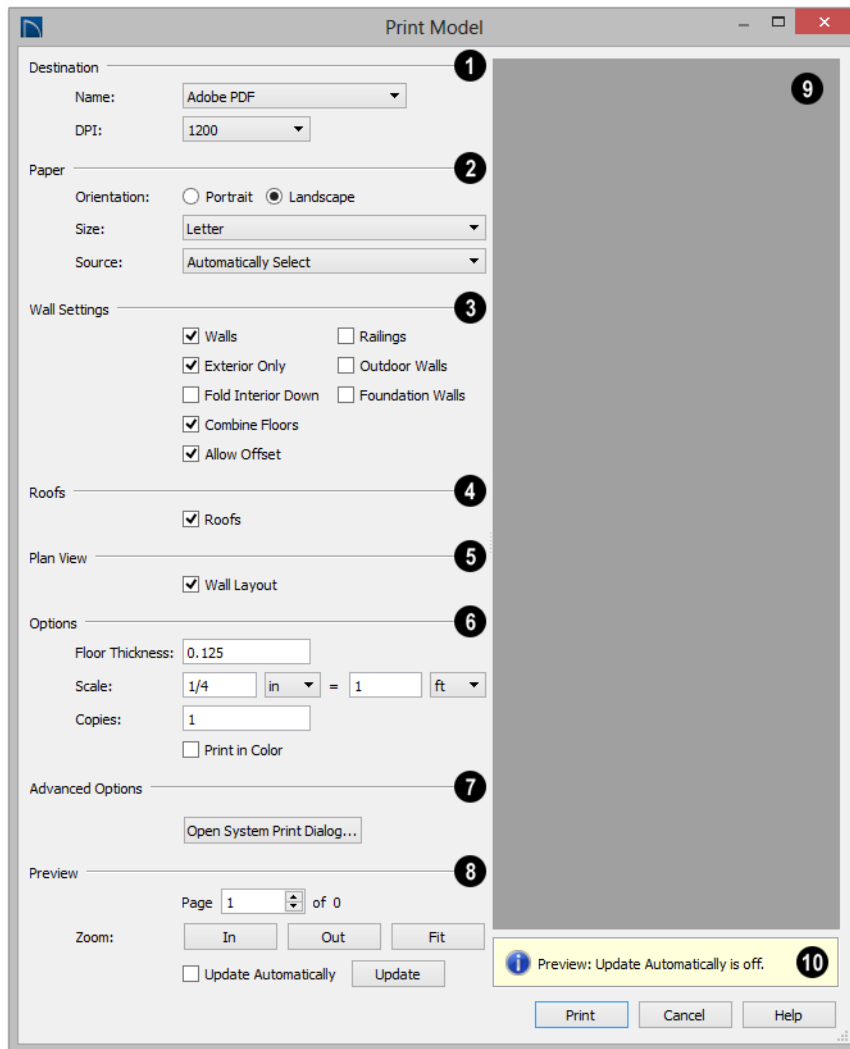 Print Model
Destination 1
Name: Adobe PDF
DPI: 1200
Paper 2
Orientation: Portrait Landscape
Size: Letter
Source: Automatically Select
Wall Settings 3
Walls Railings
Exterior Only Outdoor Walls
Fold Interior Down Foundation Walls
Combine Floors
Allow Offset
Roofs 4
Roofs
Plan View 5
Wall Layout
Options 6
Floor Thickness: 0.125
Scale: 1/4 in = 1 ft
Copies: 1
Print in Color
Advanced Options 7
Open System Print Dialog...
Preview 8
Page 1 of 0
Zoom: In Out Fit
Update Automatically Update
9
Preview: Update Automatically is off. 10
Print Cancel Help